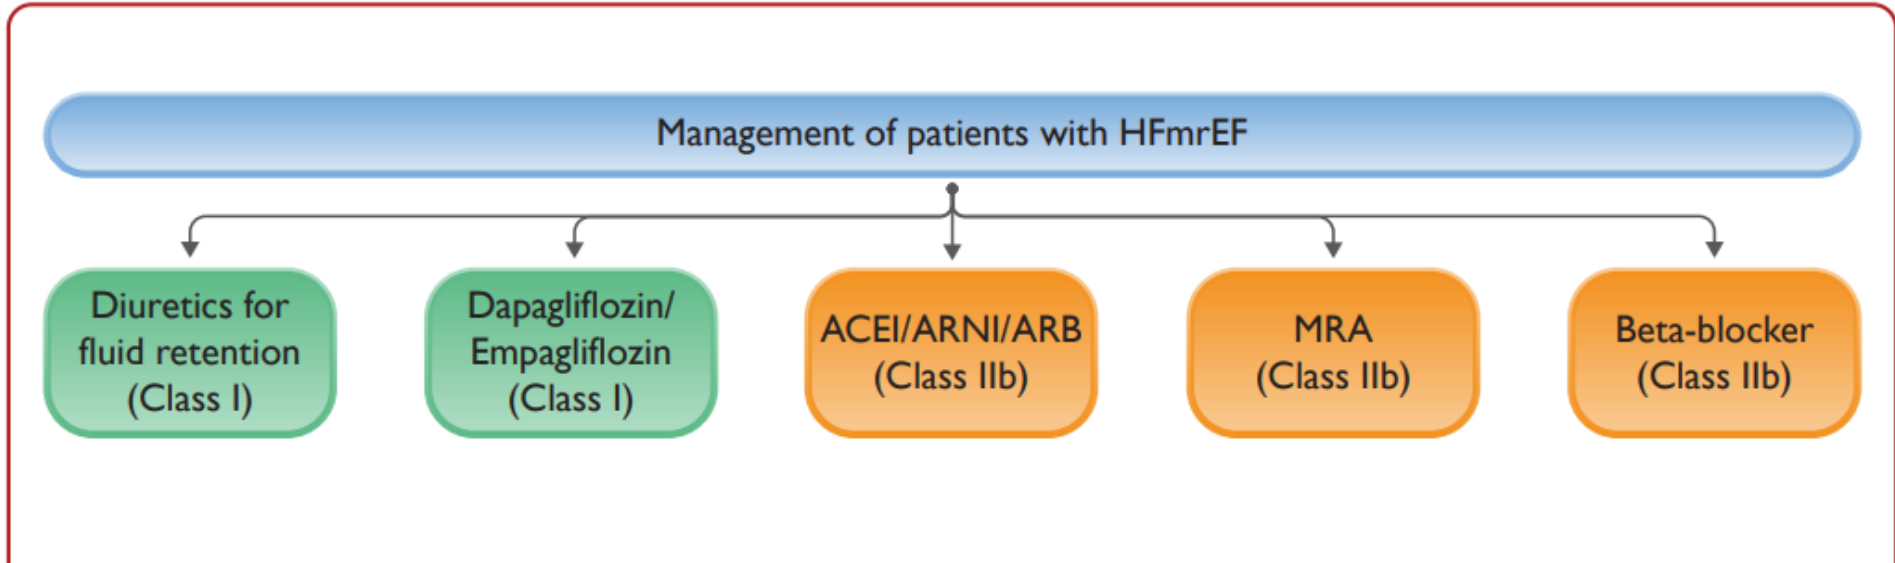 Management of patients with HFmrEF
Diuretics for
fluid retention
(Class I)
Dapagliflozin/
Empagliflozin
(Class I)
ACEI/ARNI/ARB
(Class IIb)
MRA
(Class IIb)
Beta-blocker
(Class IIb)